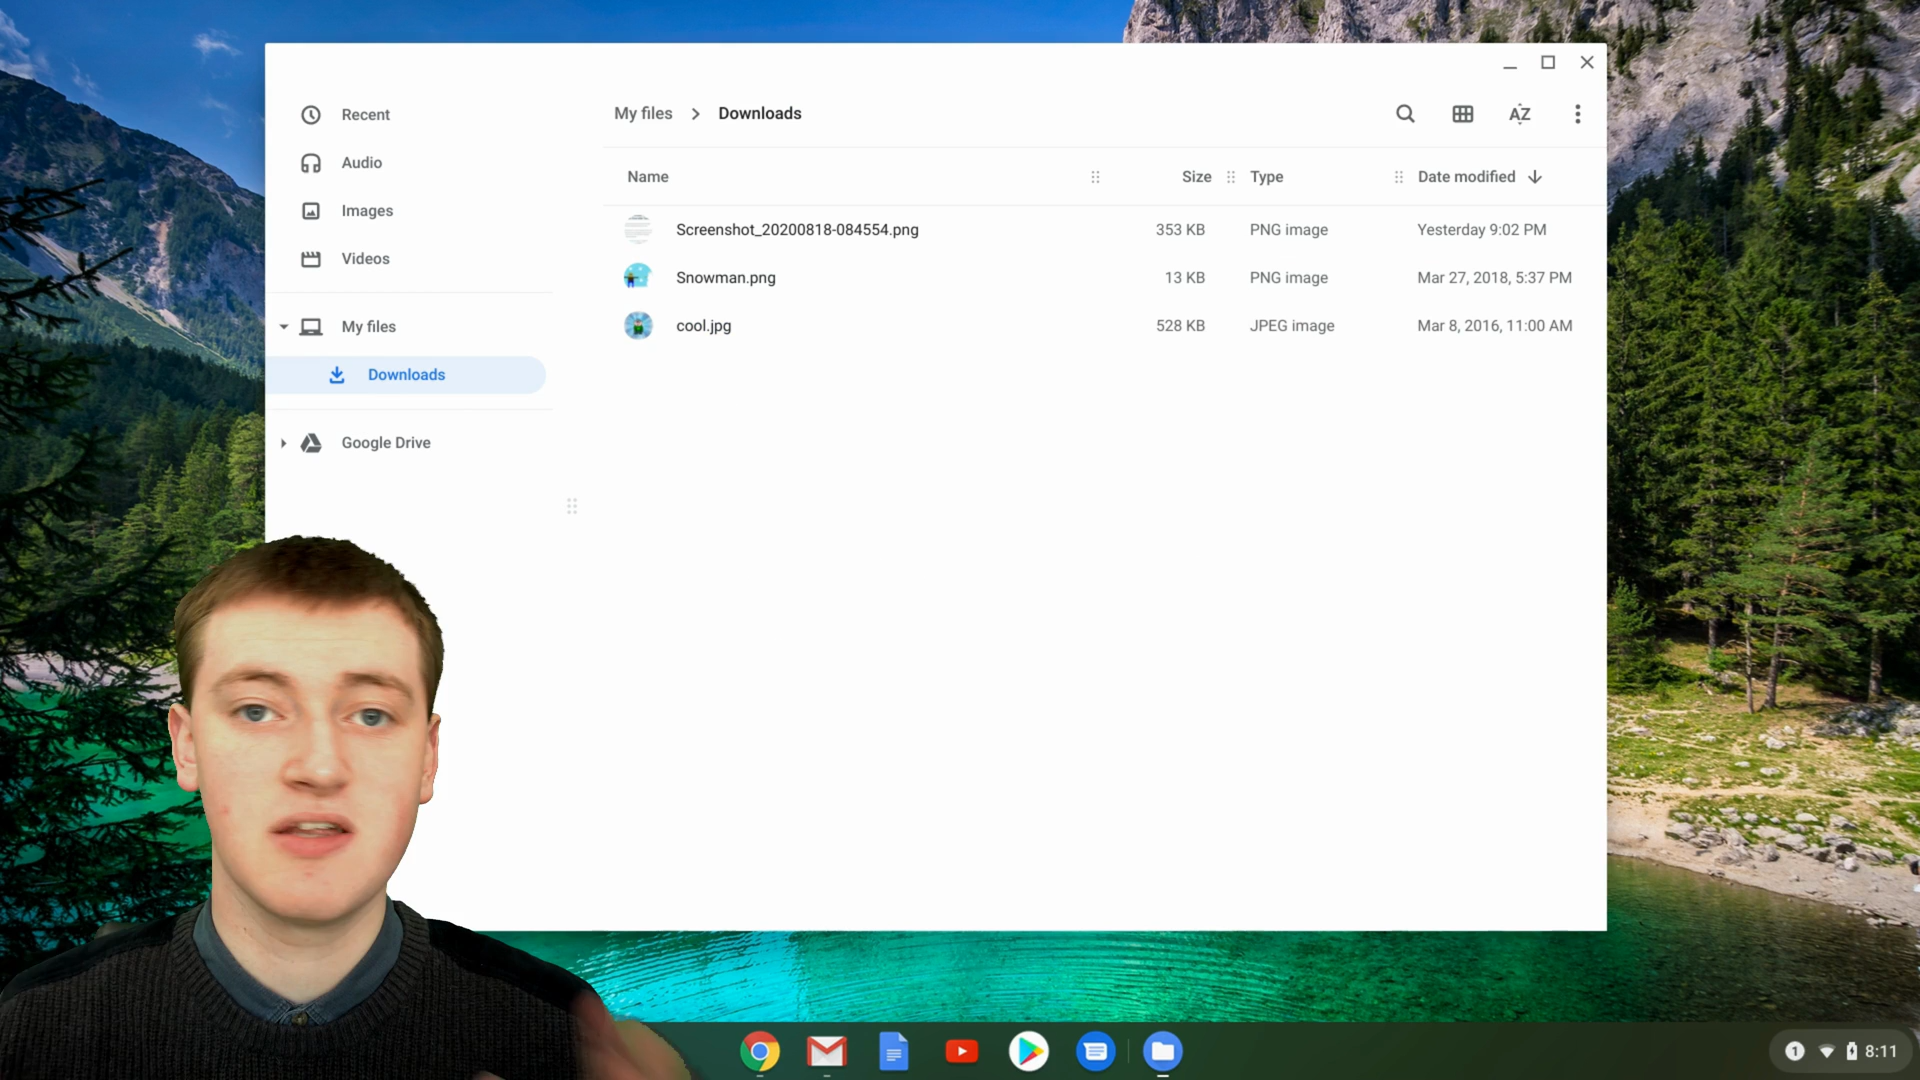 Recent
Audio
Images
Videos
My files
Downloads
Google Drive
My files > Downloads
AZ
Name Size Type Date modified
Screenshot_20200818-084554.png 353 KB PNG image Yesterday 9:02 PM
Snowman.png 13 KB PNG image Mar 27, 2018, 5:37 PM
cool.jpg 528 KB JPEG image Mar 8, 2016, 11:00 AM
1 8:11